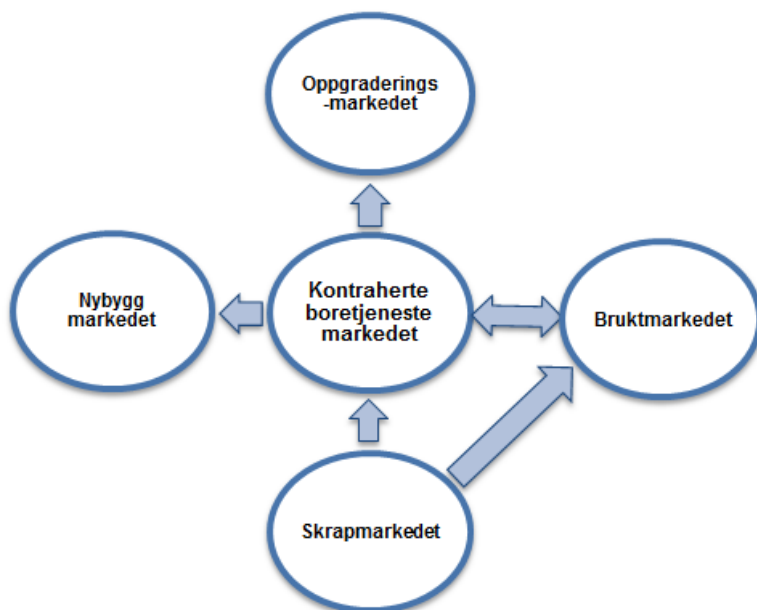 Oppgraderings
-markedet
Nybygg
markedet
Kontraherte
boretjeneste
markedet
Bruktmarkedet
Skrapmarkedet